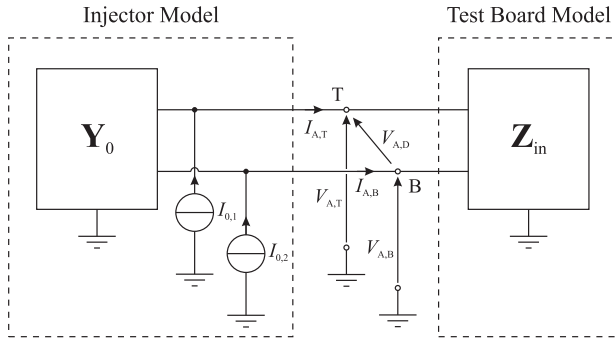 Injector Model
Test Board Model
Y0
Zin
T
B
IA,T
IA,B
VA,D
VA,T
VA,B
I0,1
I0,2